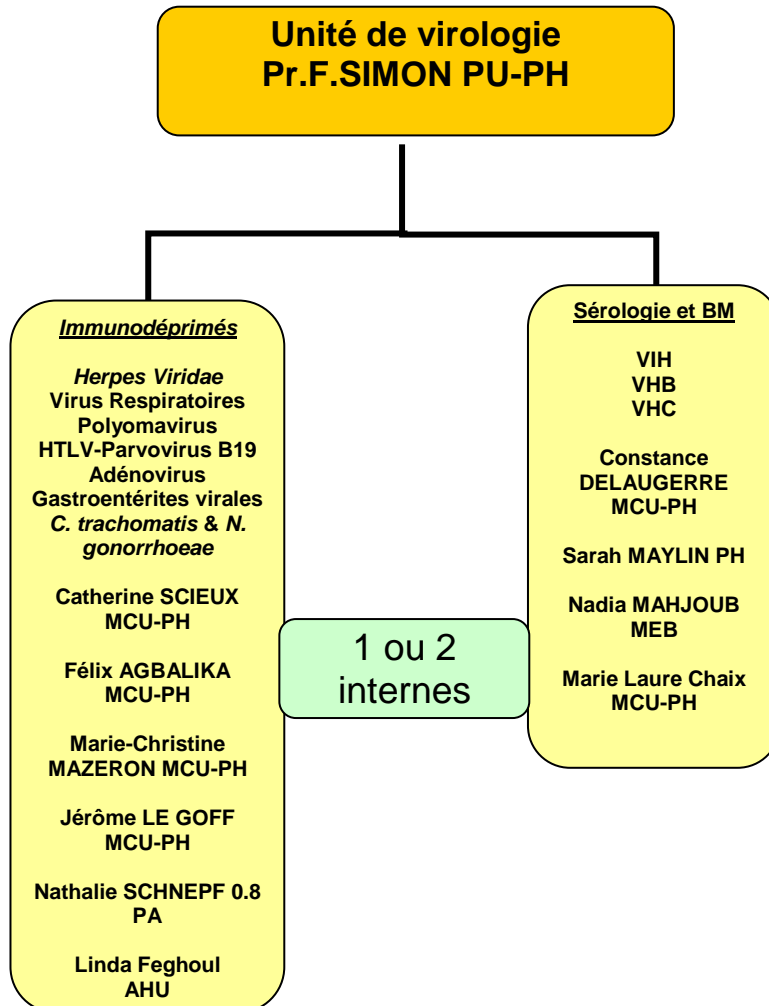 Unité de virologie
Pr.F.SIMON PU-PH
Immunodéprimés
Herpes Viridae
Virus Respiratoires
Polyomavirus
HTLV-Parvovirus B19
Adénovirus
Gastroentérites virales
C. trachomatis & N.
gonorrhoeae
Catherine SCIEUX
MCU-PH
Félix AGBALIKA
MCU-PH
Marie-Christine
MAZERON MCU-PH
Jérôme LE GOFF
MCU-PH
Nathalie SCHNEPF 0.8
PA
Linda Feghoul
AHU
1 ou 2
internes
Sérologie et BM
VIH
VHB
VHC
Constance
DELAUGERRE
MCU-PH
Sarah MAYLIN PH
Nadia MAHJOUB
MEB
Marie Laure Chaix
MCU-PH